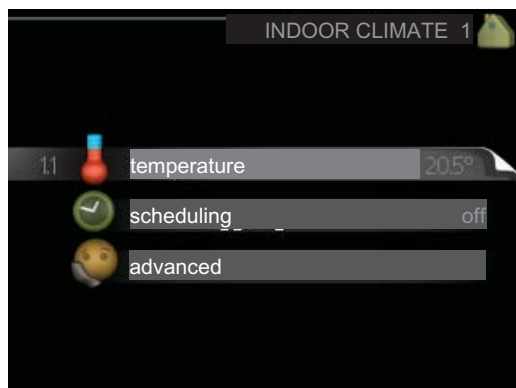 INDOOR CLIMATE 1
1.1 temperature 20.5°
scheduling off
advanced